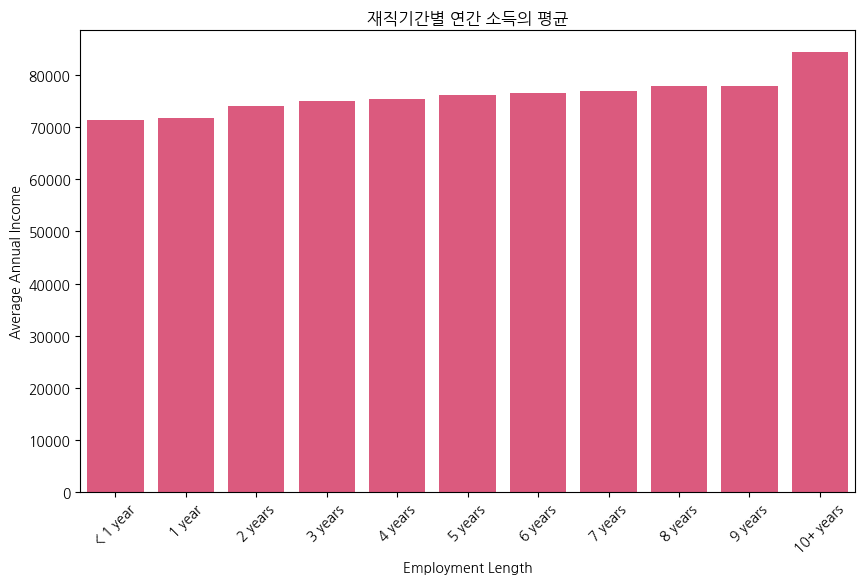 재직기간별 연간 소득의 평균
Average Annual Income
80000
70000
60000
50000
40000
30000
20000
10000
0
< 1 year
1 year
2 years
3 years
4 years
5 years
6 years
7 years
8 years
9 years
10+ years
Employment Length